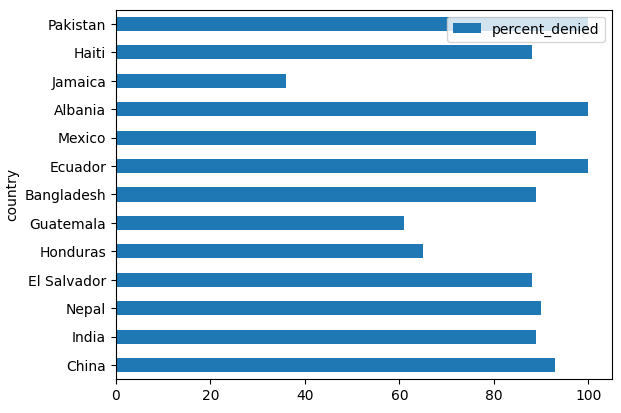 percent_denied
Pakistan
Haiti
Jamaica
Albania
Mexico
Ecuador
Bangladesh
Guatemala
Honduras
El Salvador
Nepal
India
China
country
0 20 40 60 80 100